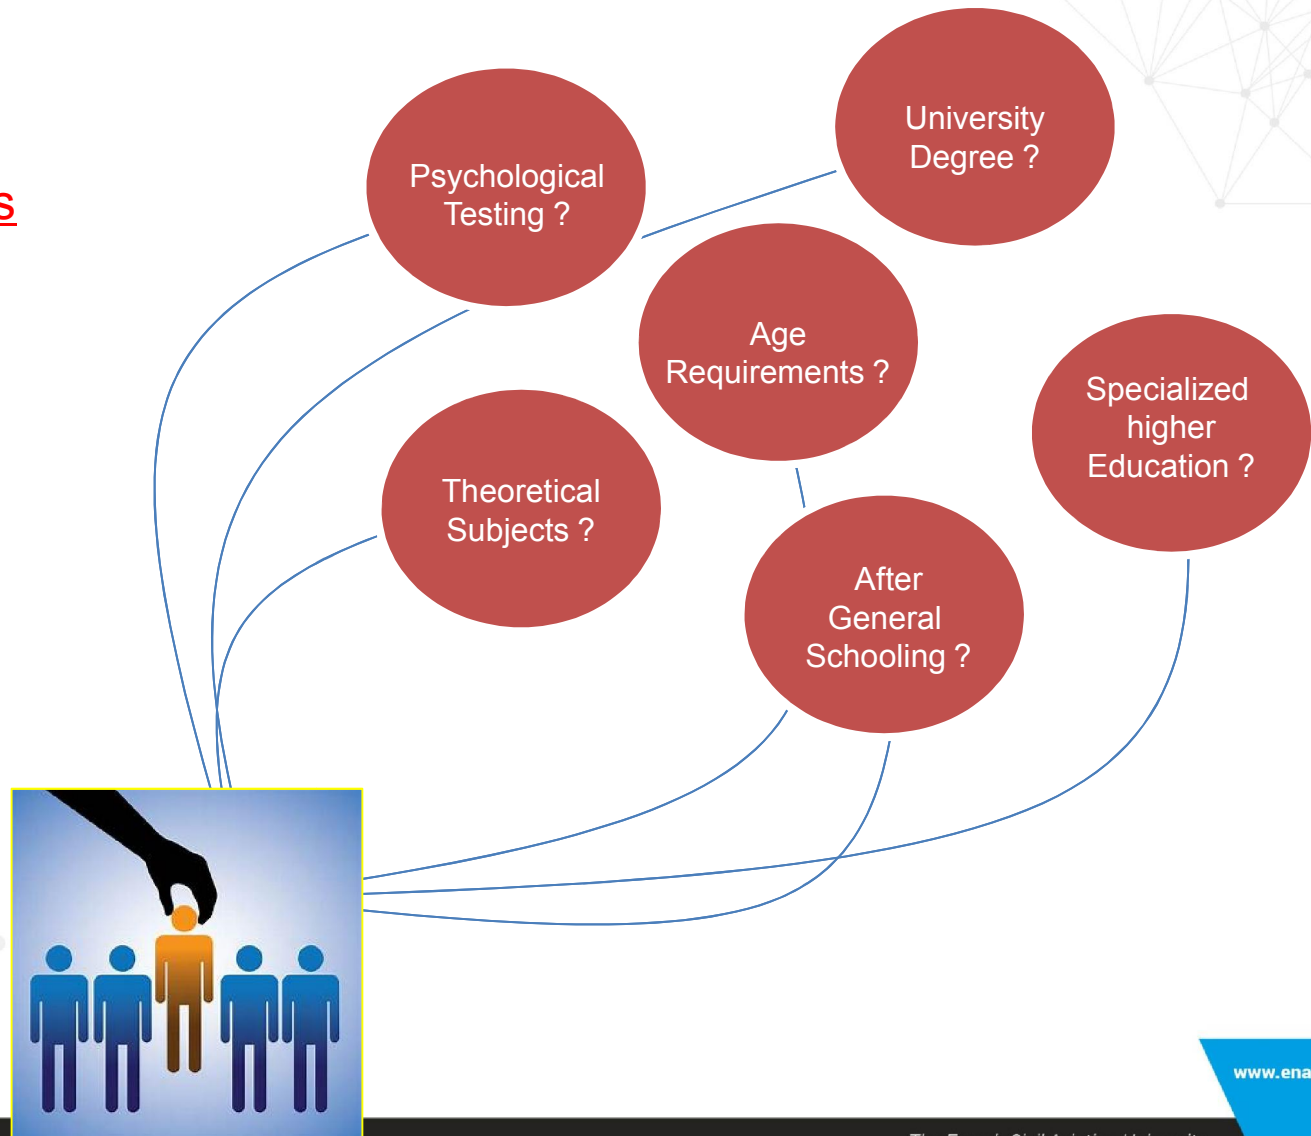 s
University
Degree ?
Psychological
Testing ?
Age
Requirements ?
Specialized
higher
Education ?
Theoretical
Subjects ?
After
General
Schooling ?
www.ena